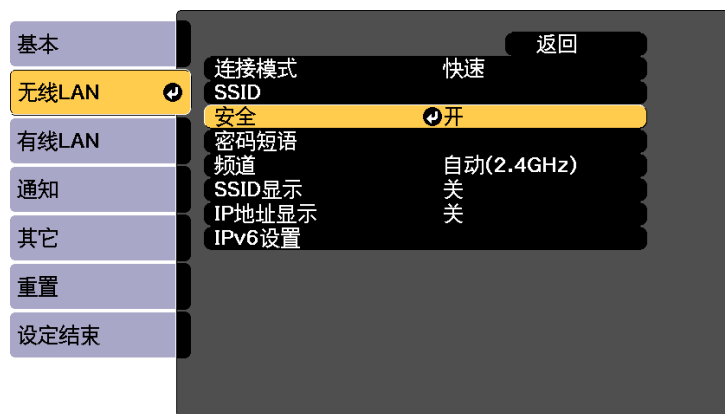 基本
无线LAN
有线LAN
通知
其它
重置
设定结束
返回
连接模式 快速
SSID
安全 开
密码短语
频道 自动(2.4GHz)
SSID显示 关
IP地址显示 关
IPv6设置